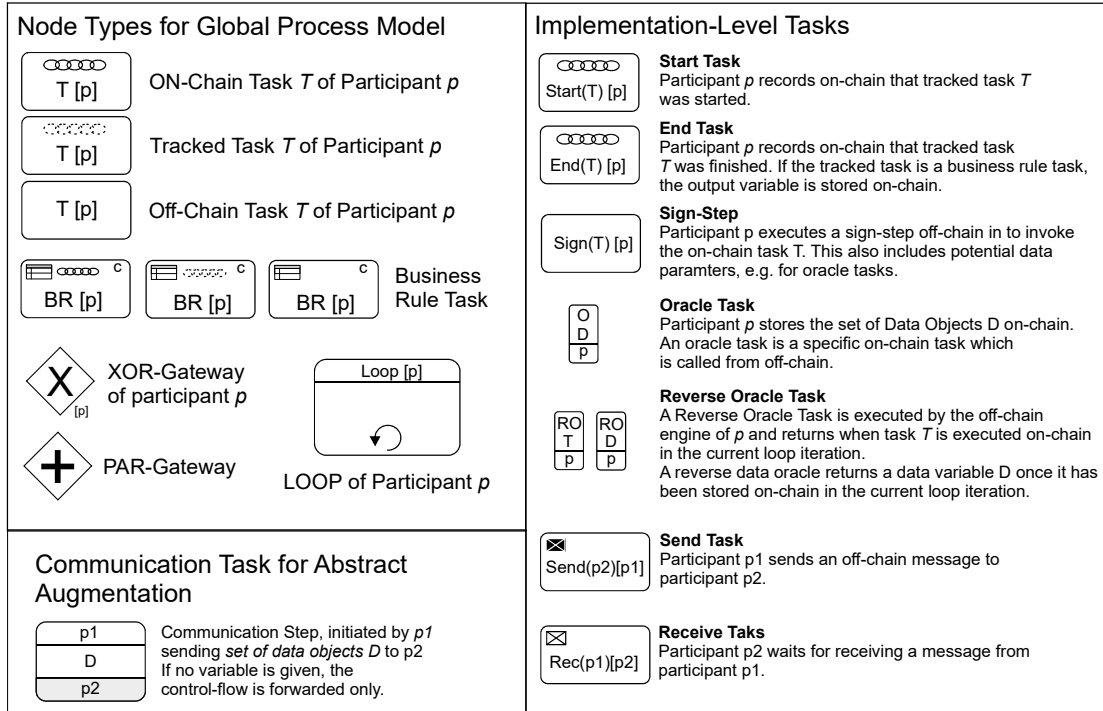 Node Types for Global Process Model
T [p]
ON-Chain Task T of Participant p
T [p]
Tracked Task T of Participant p
T [p]
Off-Chain Task T of Participant p
C
BR [p]
C
BR [p]
C
BR [p]
Business
Rule Task
X
[p]
XOR-Gateway
of participant p
PAR-Gateway
Loop [p]
LOOP of Participant p
Communication Task for Abstract
Augmentation
p1
D
p2
Communication Step, initiated by p1
sending set of data objects D to p2
If no variable is given, the
control-flow is forwarded only.
Implementation-Level Tasks
Start(T) [p]
Start Task
Participant p records on-chain that tracked task T
was started.
End(T) [p]
End Task
Participant p records on-chain that tracked task
T was finished. If the tracked task is a business rule task,
the output variable is stored on-chain.
Sign(T) [p]
Sign-Step
Participant p executes a sign-step off-chain in to invoke
the on-chain task T. This also includes potential data
paramters, e.g. for oracle tasks.
O
D
p
Oracle Task
Participant p stores the set of Data Objects D on-chain.
An oracle task is a specific on-chain task which
is called from off-chain.
RO
T
p
RO
D
p
Reverse Oracle Task
A Reverse Oracle Task is executed by the off-chain
engine of p and returns when task T is executed on-chain
in the current loop iteration.
A reverse data oracle returns a data variable D once it has
been stored on-chain in the current loop iteration.
Send(p2)[p1]
Send Task
Participant p1 sends an off-chain message to
participant p2.
Rec(p1)[p2]
Receive Taks
Participant p2 waits for receiving a message from
participant p1.